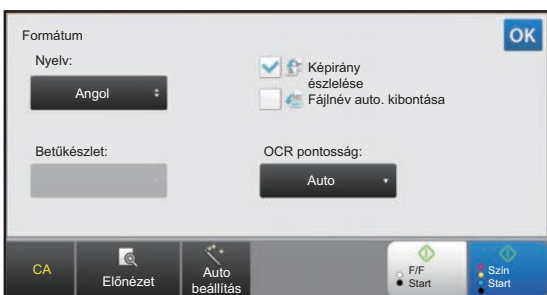 Formátum
OK
Nyelv:
Angol
Képirány
észlelése
Fájlnév auto. kibontása
Betűkészlet:
OCR pontosság:
Auto
CA
Előnézet
Auto
beállítás
F/F
Start
Szín
Start